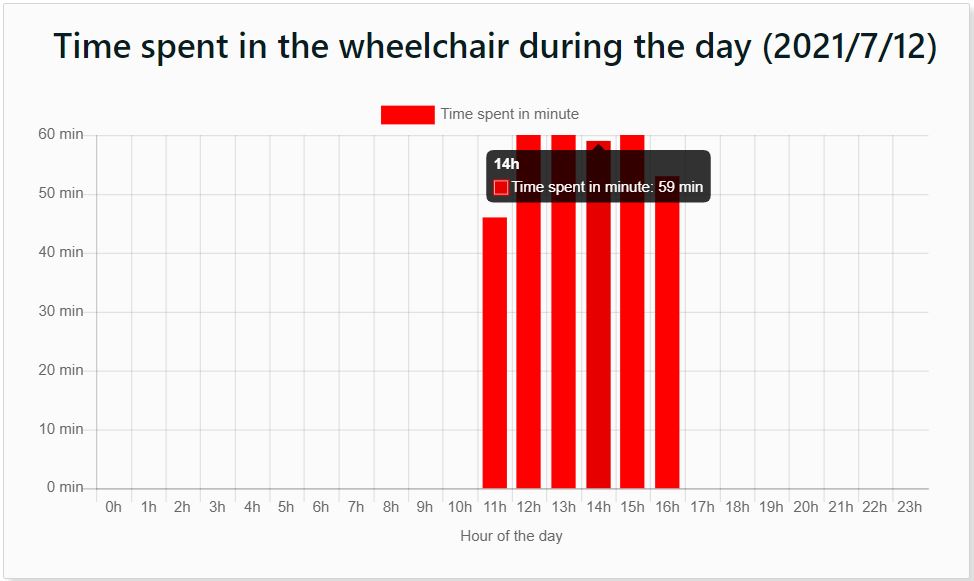 Time spent in the wheelchair during the day (2021/7/12)
Time spent in minute
60 min
14h
Time spent in minute: 59 min
50 min
40 min
30 min
20 min
10 min
0 min
0h 1h 2h 3h 4h 5h 6h 7h 8h 9h 10h 11h 12h 13h 14h 15h 16h 17h 18h 19h 20h 21h 22h 23h
Hour of the day